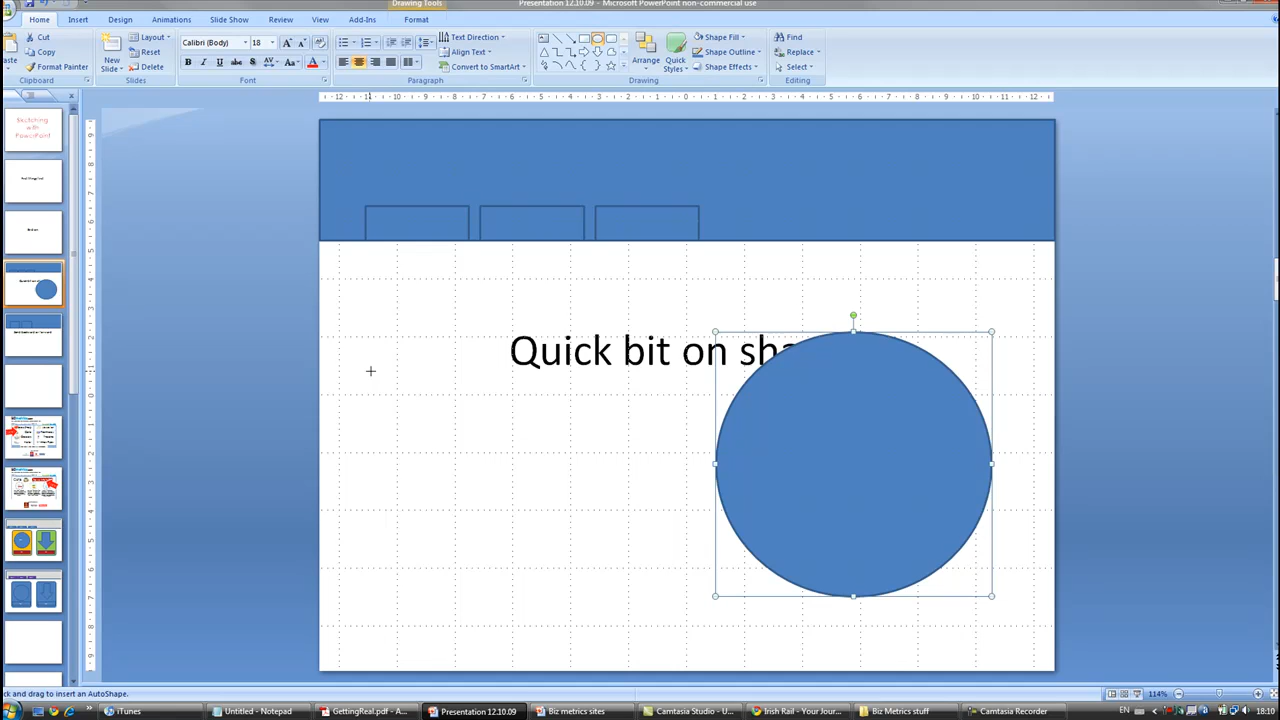 Drawing Tools
Presentation 12.10.09 - Microsoft PowerPoint non-commercial use
Home Insert Design Animations Slide Show Review View Add-Ins Format
Cut
Copy
Format Painter
Clipboard
New
Slide
Layout
Reset
Delete
Slides
Calibri (Body) 18
Font
Text Direction
Align Text
Convert to SmartArt
Paragraph
Arrange
Quick
Styles
Shape Fill
Shape Outline
Shape Effects
Drawing
Find
Replace
Select
Editing
Sketching
with
PowerPoint
Quick bit on sha
ck and drag to insert an AutoShape.
114%
iTunes
Untitled - Notepad
GettingReal.pdf - A...
Presentation 12.10.09
Biz metrics sites
Camtasia Studio - U...
Irish Rail - Your Jour...
Biz Metrics stuff
Camtasia Recorder
EN
18:10